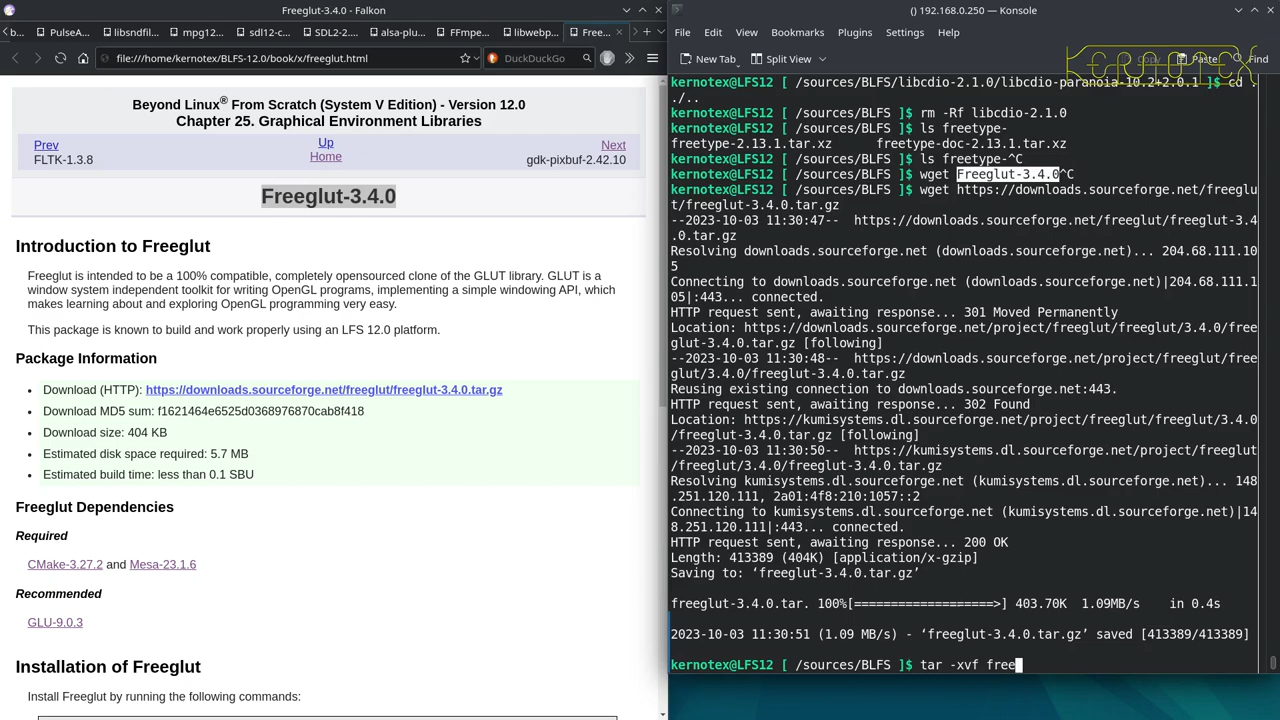 Freeglut-3.4.0 - Falkon
b...
PulseA...
libsndfil...
mpg12...
sdl12-c...
SDL2-2....
alsa-plu...
FFmpe...
libwebp...
Free...
file:///home/kernotex/BLFS-12.0/book/x/freeglut.html
DuckDuckGo
Beyond Linux® From Scratch (System V Edition) - Version 12.0
Chapter 25. Graphical Environment Libraries
Prev
Up
Next
FLTK-1.3.8
Home
gdk-pixbuf-2.42.10
Freeglut-3.4.0
Introduction to Freeglut
Freeglut is intended to be a 100% compatible, completely opensourced clone of the GLUT library. GLUT is a
window system independent toolkit for writing OpenGL programs, implementing a simple windowing API, which
makes learning about and exploring OpenGL programming very easy.
This package is known to build and work properly using an LFS 12.0 platform.
Package Information
• Download (HTTP): https://downloads.sourceforge.net/freeglut/freeglut-3.4.0.tar.gz
• Download MD5 sum: f1621464e6525d0368976870cab8f418
• Download size: 404 KB
• Estimated disk space required: 5.7 MB
• Estimated build time: less than 0.1 SBU
Freeglut Dependencies
Required
CMake-3.27.2 and Mesa-23.1.6
Recommended
GLU-9.0.3
Installation of Freeglut
Install Freeglut by running the following commands:
() 192.168.0.250 — Konsole
File Edit View Bookmarks Plugins Settings Help
New Tab Split View Copy Paste Find
KERNOTEX
kernotex@LFS12 [ /sources/BLFS/libcdio-2.1.0/libcdio-paranoia-10.2+2.0.1 ]$ cd .
./..
kernotex@LFS12 [ /sources/BLFS ]$ rm -Rf libcdio-2.1.0
kernotex@LFS12 [ /sources/BLFS ]$ ls freetype-
freetype-2.13.1.tar.xz freetype-doc-2.13.1.tar.xz
kernotex@LFS12 [ /sources/BLFS ]$ ls freetype-^C
kernotex@LFS12 [ /sources/BLFS ]$ wget Freeglut-3.4.0^C
kernotex@LFS12 [ /sources/BLFS ]$ wget https://downloads.sourceforge.net/freeglu
t/freeglut-3.4.0.tar.gz
--2023-10-03 11:30:47-- https://downloads.sourceforge.net/freeglut/freeglut-3.4
.0.tar.gz
Resolving downloads.sourceforge.net (downloads.sourceforge.net)... 204.68.111.10
5
Connecting to downloads.sourceforge.net (downloads.sourceforge.net)|204.68.111.1
05|:443... connected.
HTTP request sent, awaiting response... 301 Moved Permanently
Location: https://downloads.sourceforge.net/project/freeglut/freeglut/3.4.0/free
glut-3.4.0.tar.gz [following]
--2023-10-03 11:30:48-- https://downloads.sourceforge.net/project/freeglut/free
glut/3.4.0/freeglut-3.4.0.tar.gz
Reusing existing connection to downloads.sourceforge.net:443.
HTTP request sent, awaiting response... 302 Found
Location: https://kumisystems.dl.sourceforge.net/project/freeglut/freeglut/3.4.0
/freeglut-3.4.0.tar.gz [following]
--2023-10-03 11:30:50-- https://kumisystems.dl.sourceforge.net/project/freeglut
/freeglut/3.4.0/freeglut-3.4.0.tar.gz
Resolving kumisystems.dl.sourceforge.net (kumisystems.dl.sourceforge.net)... 148
.251.120.111, 2a01:4f8:210:1057::2
Connecting to kumisystems.dl.sourceforge.net (kumisystems.dl.sourceforge.net)|14
8.251.120.111|:443... connected.
HTTP request sent, awaiting response... 200 OK
Length: 413389 (404K) [application/x-gzip]
Saving to: ‘freeglut-3.4.0.tar.gz’
freeglut-3.4.0.tar. 100%[===================>] 403.70K 1.09MB/s in 0.4s
2023-10-03 11:30:51 (1.09 MB/s) - ‘freeglut-3.4.0.tar.gz’ saved [413389/413389]
kernotex@LFS12 [ /sources/BLFS ]$ tar -xvf free